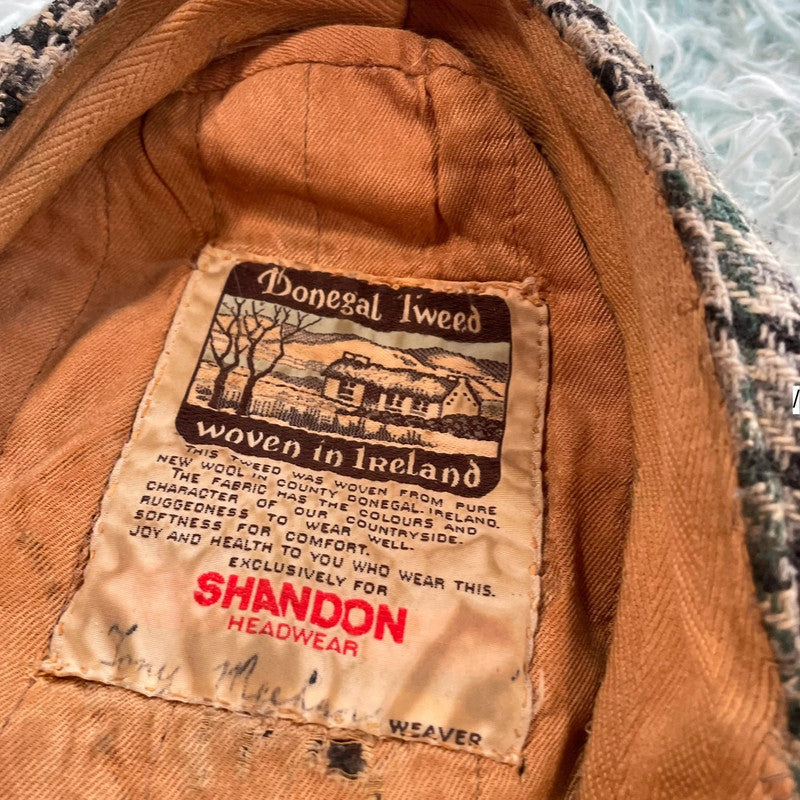 Donegal Tweed
woven in Ireland
THIS TWEED WAS WOVEN FROM PURE
NEW WOOL IN COUNTY DONEGAL-IRELAND.
THE FABRIC HAS THE COLOURS AND
CHARACTER OF OUR COUNTRYSIDE-
RUGGEDNESS TO WEAR WELL-
SOFTNESS FOR COMFORT.
JOY AND HEALTH TO YOU WHO WEAR THIS.
EXCLUSIVELY FOR
SHANDON
HEADWEAR
Tony
WEAVER